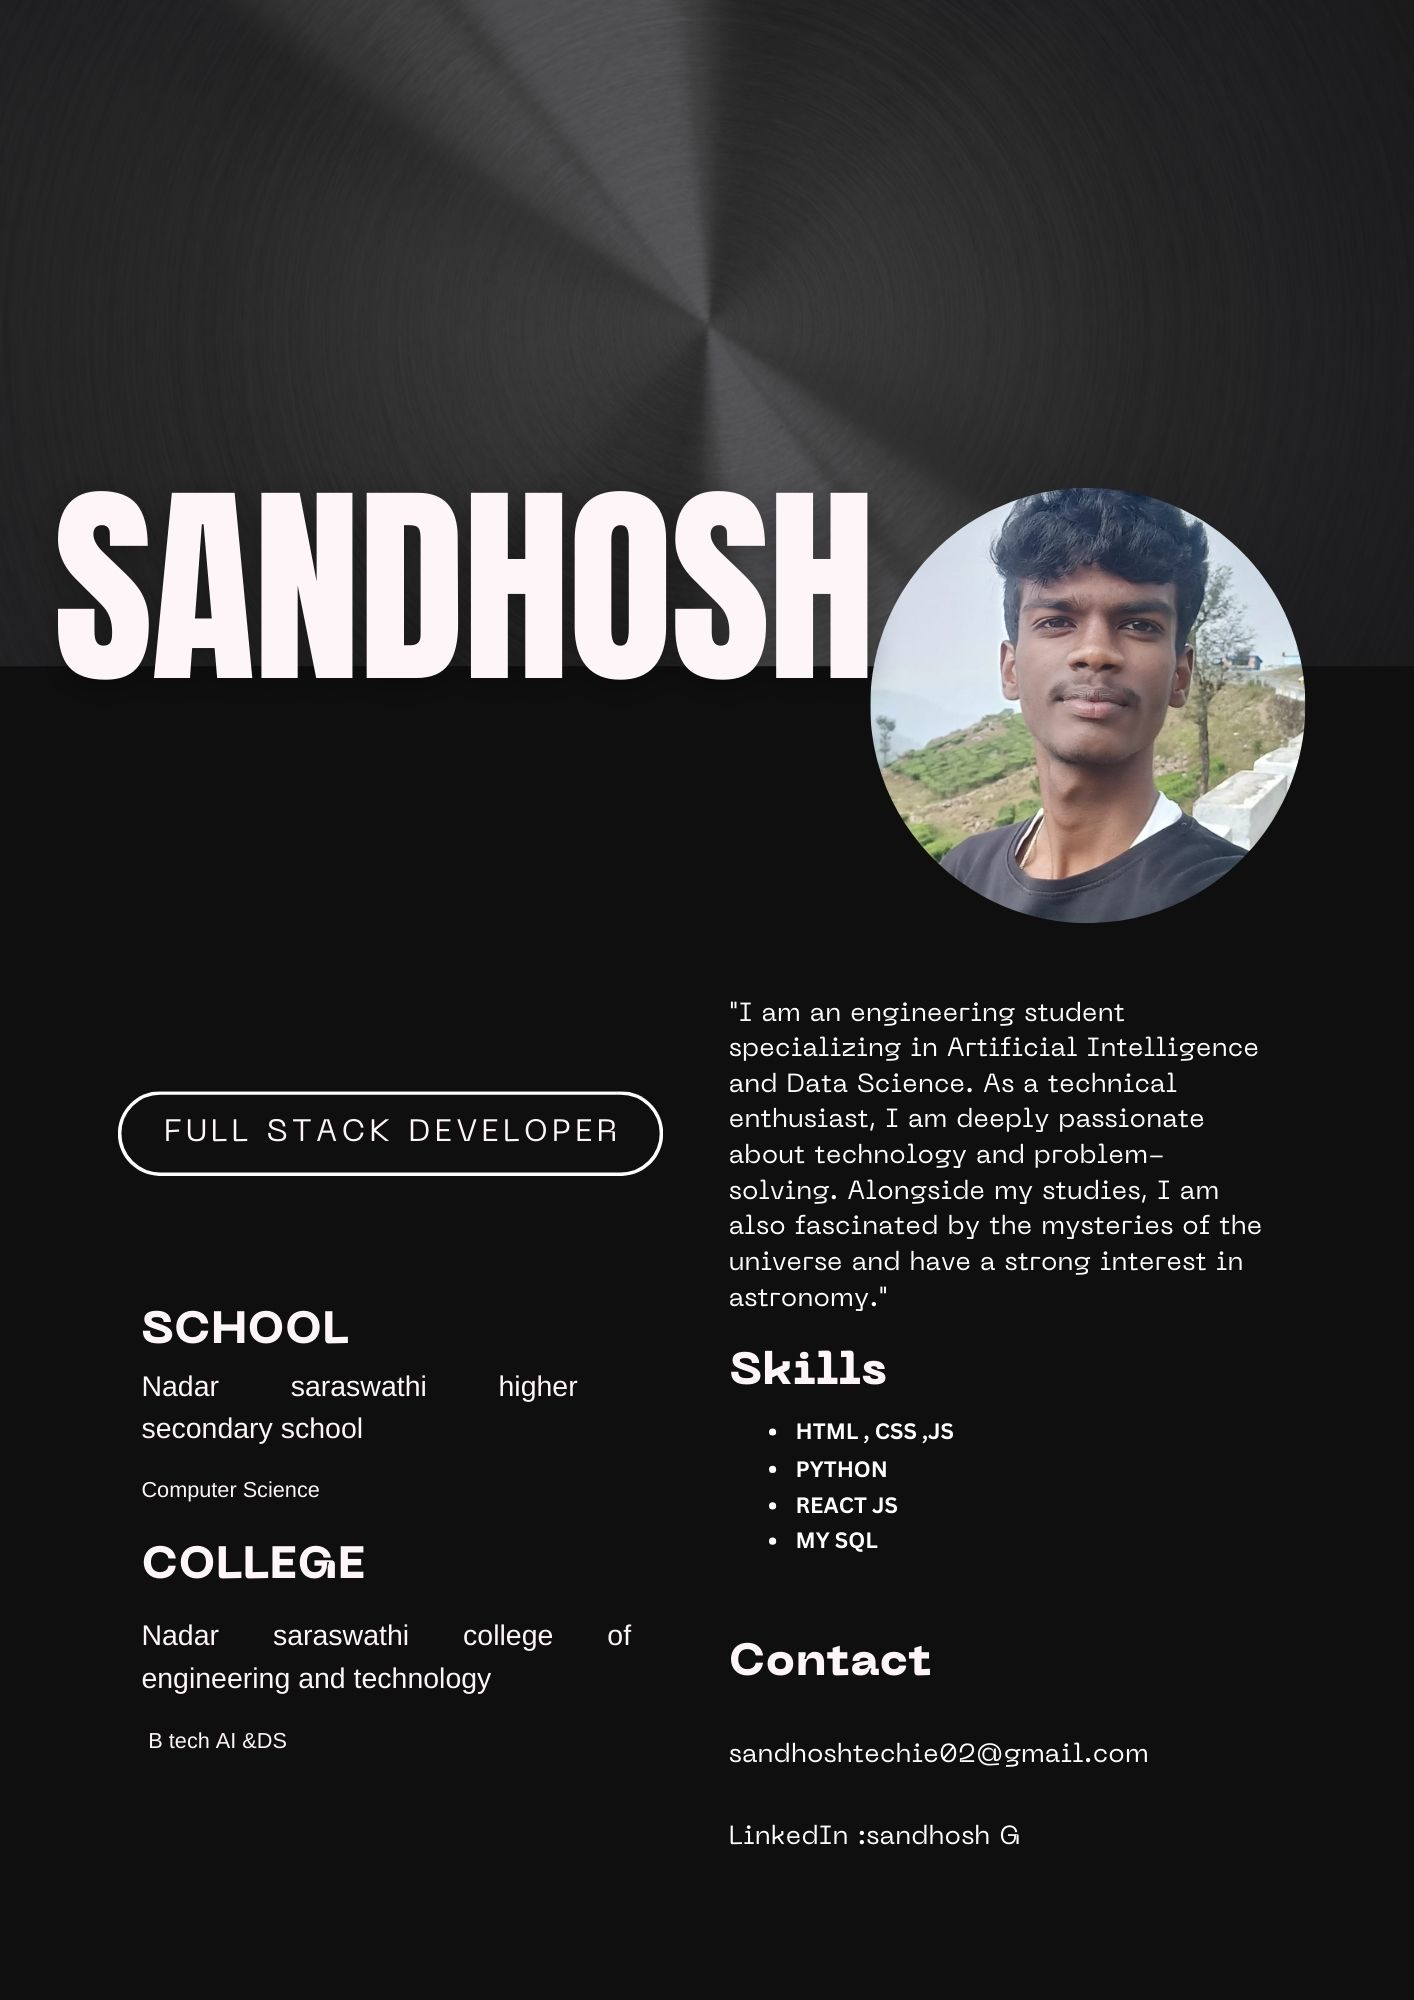 SANDHOSH
FULL STACK DEVELOPER
SCHOOL
Nadar saraswathi higher
secondary school
Computer Science
COLLEGE
Nadar saraswathi college of
engineering and technology
B tech AI &DS
"I am an engineering student
specializing in Artificial Intelligence
and Data Science. As a technical
enthusiast, I am deeply passionate
about technology and problem-
solving. Alongside my studies, I am
also fascinated by the mysteries of the
universe and have a strong interest in
astronomy."
Skills
• HTML , CSS ,JS
• PYTHON
• REACT JS
• MY SQL
Contact
sandhoshtechie02@gmail.com
LinkedIn :sandhosh G